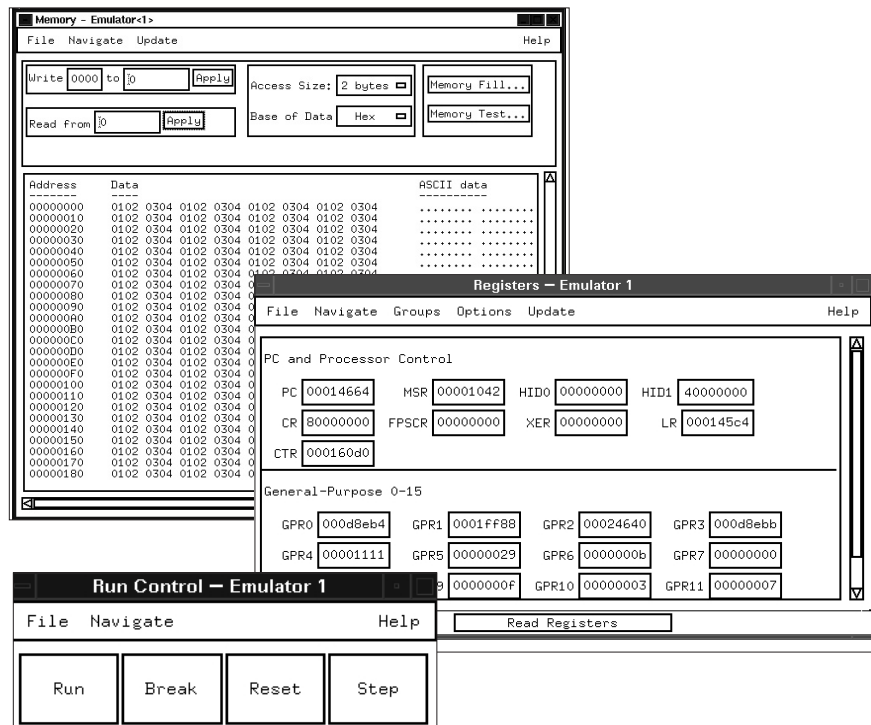 Memory - Emulator<1>
File Navigate Update Help
Write 0000 to 0 Apply
Access Size: 2 bytes
Memory Fill...
Read from 0 Apply
Base of Data Hex
Memory Test...
Address Data ASCII data
------- ---- ----------
00000000 0102 0304 0102 0304 0102 0304 0102 0304 ........ ........
00000010 0102 0304 0102 0304 0102 0304 0102 0304 ........ ........
00000020 0102 0304 0102 0304 0102 0304 0102 0304 ........ ........
00000030 0102 0304 0102 0304 0102 0304 0102 0304 ........ ........
00000040 0102 0304 0102 0304 0102 0304 0102 0304 ........ ........
00000050 0102 0304 0102 0304 0102 0304 0102 0304 ........ ........
00000060 0102 0304 0102 0304 0102 0304 0102 0304
00000070 0102 0304 0102 0304
00000080 0102 0304 0102 0304
00000090 0102 0304 0102 0304
000000A0 0102 0304 0102 0304
000000B0 0102 0304 0102 0304
000000C0 0102 0304 0102 0304
000000D0 0102 0304 0102 0304
000000E0 0102 0304 0102 0304
000000F0 0102 0304 0102 0304
00000100 0102 0304 0102 0304
00000110 0102 0304 0102 0304
00000120 0102 0304 0102 0304
00000130 0102 0304 0102 0304
00000140 0102 0304 0102 0304
00000150 0102 0304 0102 0304
00000160 0102 0304 0102 0304
00000170 0102 0304 0102 0304
00000180 0102 0304 0102 0304
Registers — Emulator 1
File Navigate Groups Options Update Help
PC and Processor Control
PC 00014664 MSR 00001042 HID0 00000000 HID1 40000000
CR 80000000 FPSCR 00000000 XER 00000000 LR 000145c4
CTR 000160d0
General-Purpose 0-15
GPR0 000d8eb4 GPR1 0001ff88 GPR2 00024640 GPR3 000d8ebb
GPR4 00001111 GPR5 00000029 GPR6 0000000b GPR7 00000000
9 0000000f GPR10 00000003 GPR11 00000007
Read Registers
Run Control — Emulator 1
File Navigate Help
Run Break Reset Step